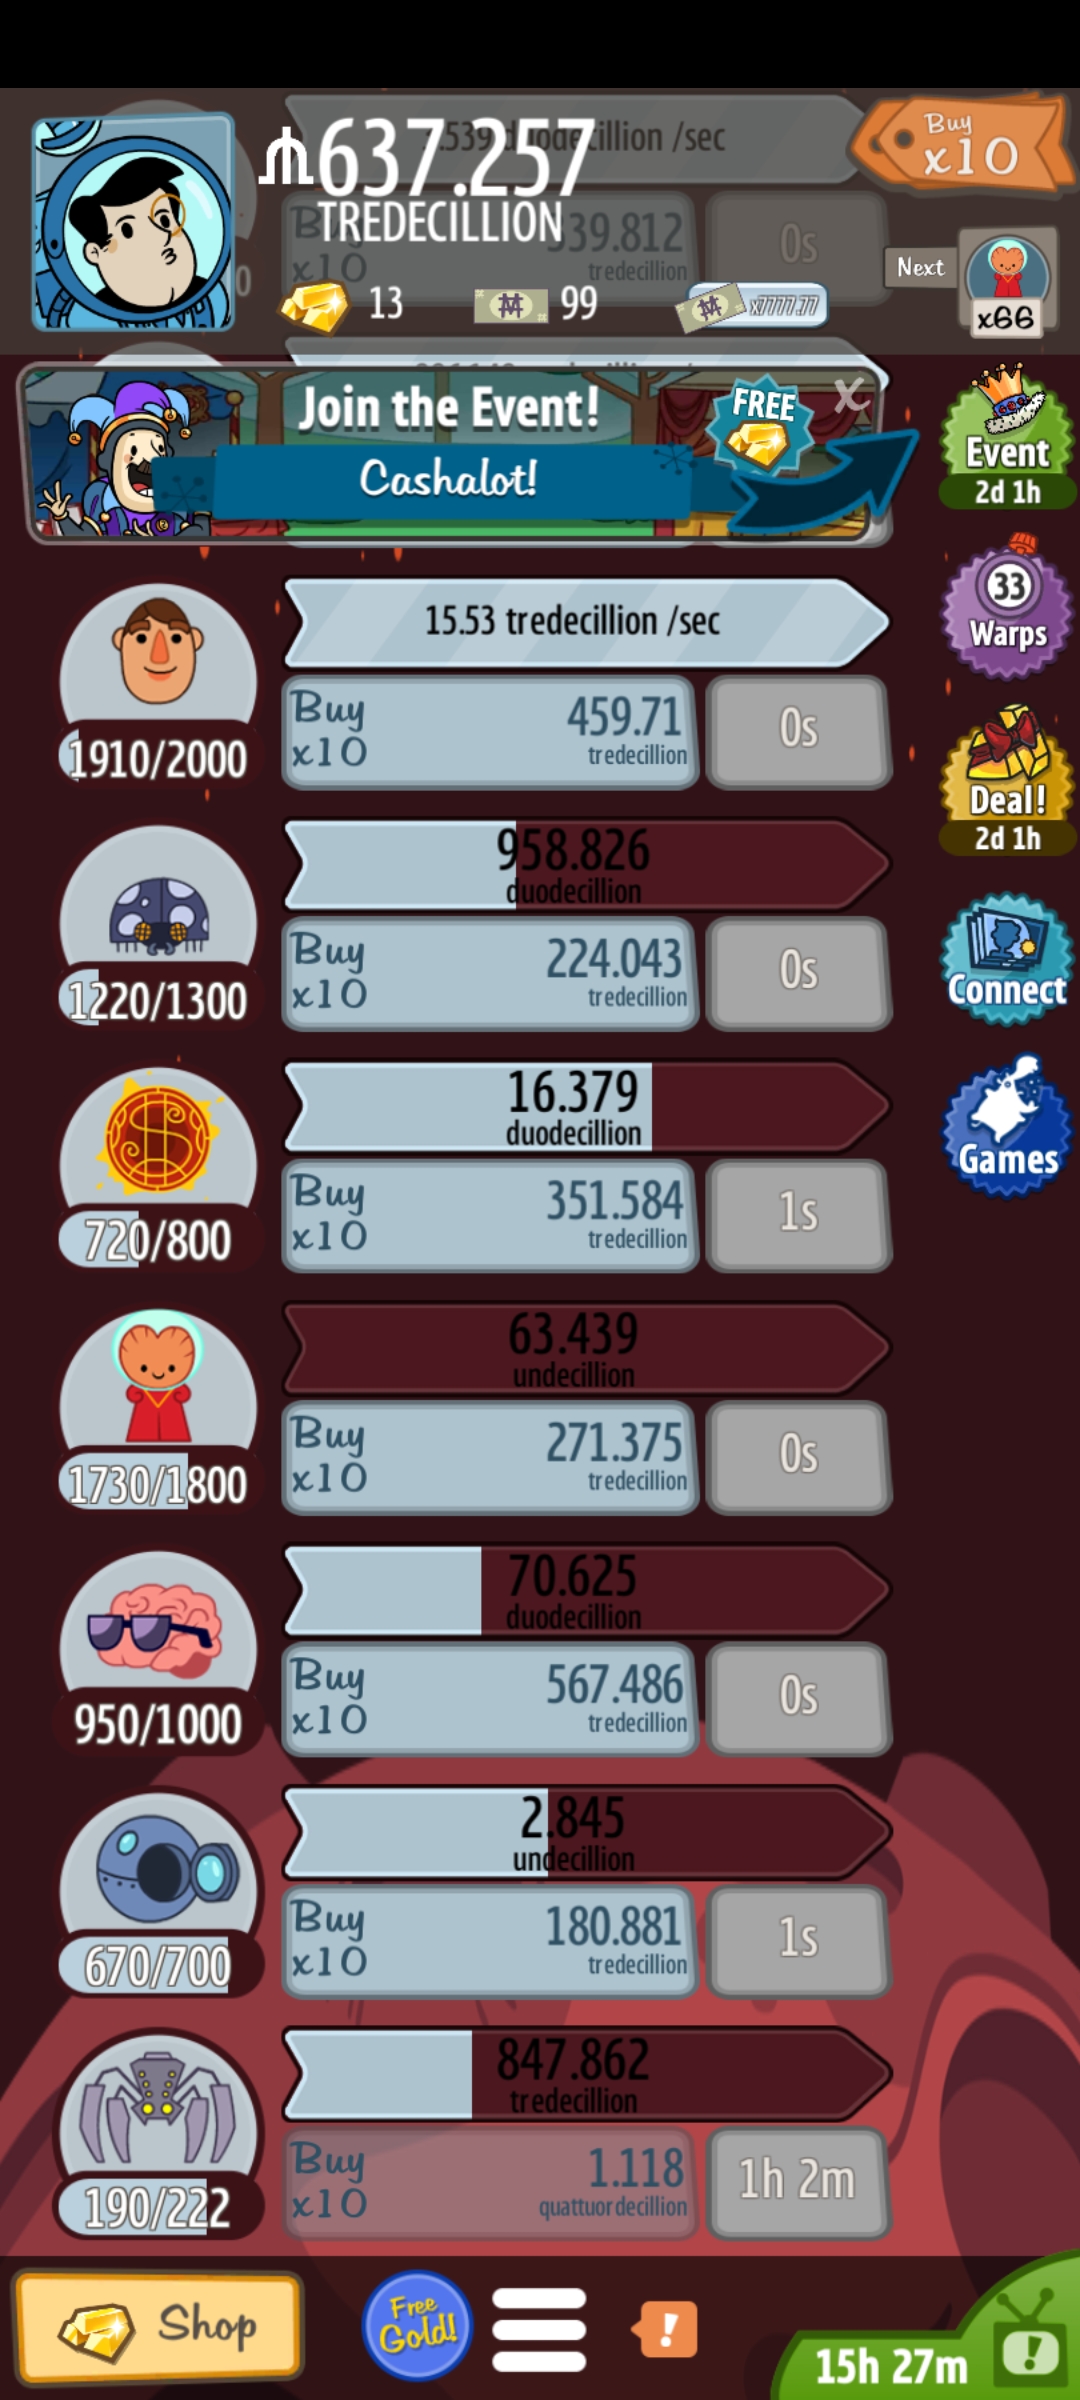 .539 duodecillion /sec
637.257
TREDECILLION
Buy
x10
Buy
x10
339.812
tredecillion
0s
0
13
99
x7777.77
Next
x66
Join the Event!
Cashalot!
FREE
X
Event
2d 1h
15.53 tredecillion /sec
33
Warps
Buy
x10
459.71
tredecillion
0s
1910/2000
Deal!
2d 1h
958.826
duodecillion
Buy
x10
224.043
tredecillion
0s
1220/1300
Connect
16.379
duodecillion
Buy
x10
351.584
tredecillion
1s
720/800
Games
63.439
undecillion
Buy
x10
271.375
tredecillion
0s
1730/1800
70.625
duodecillion
Buy
x10
567.486
tredecillion
0s
950/1000
2.845
undecillion
Buy
x10
180.881
tredecillion
1s
670/700
847.862
tredecillion
Buy
x10
1.118
quattuordecillion
1h 2m
190/222
Shop
Free
Gold!
!
15h 27m
!